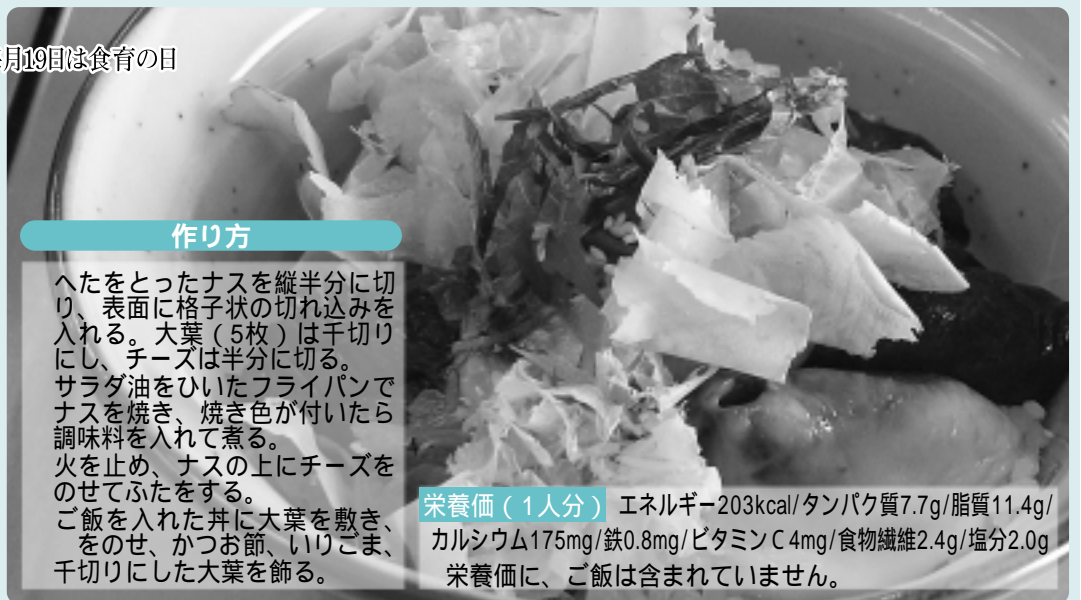 月19日は食育の日
作り方
へたをとったナスを縦半分に切
り、表面に格子状の切れ込みを
入れる。大葉（5枚）は千切り
にし、チーズは半分に切る。
サラダ油をひいたフライパンで
ナスを焼き、焼き色が付いたら
調味料を入れて煮る。
火を止め、ナスの上にチーズを
のせてふたをする。
ご飯を入れた丼に大葉を敷き、
をのせ、かつお節、いりごま、
千切りにした大葉を飾る。
栄養価（1人分） エネルギー203kcal/タンパク質7.7g/脂質11.4g/
カルシウム175mg/鉄0.8mg/ビタミンC4mg/食物繊維2.4g/塩分2.0g
栄養価に、ご飯は含まれていません。